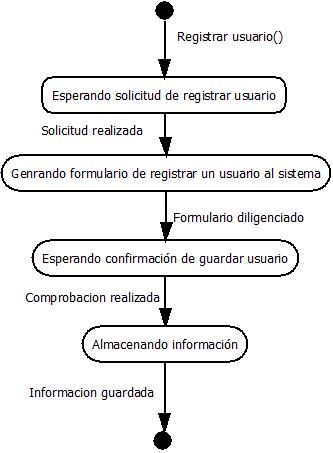 Registrar usuario()
Esperando solicitud de registrar usuario
Solicitud realizada
Genrando formulario de registrar un usuario al sistema
Formulario diligenciado
Esperando confirmación de guardar usuario
Comprobacion realizada
Almacenando información
Informacion guardada